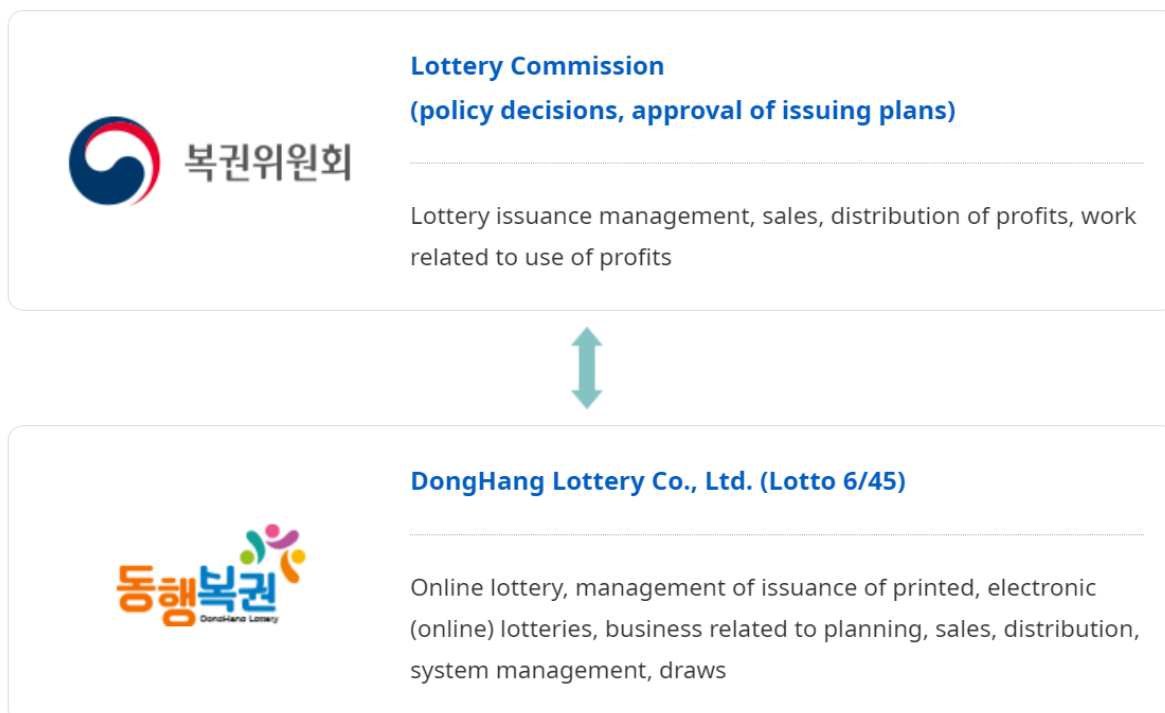 Lottery Commission
(policy decisions, approval of issuing plans)
복권위원회
Lottery issuance management, sales, distribution of profits, work
related to use of profits
DongHang Lottery Co., Ltd. (Lotto 6/45)
동행복권
DongHang Lottery
Online lottery, management of issuance of printed, electronic
(online) lotteries, business related to planning, sales, distribution,
system management, draws